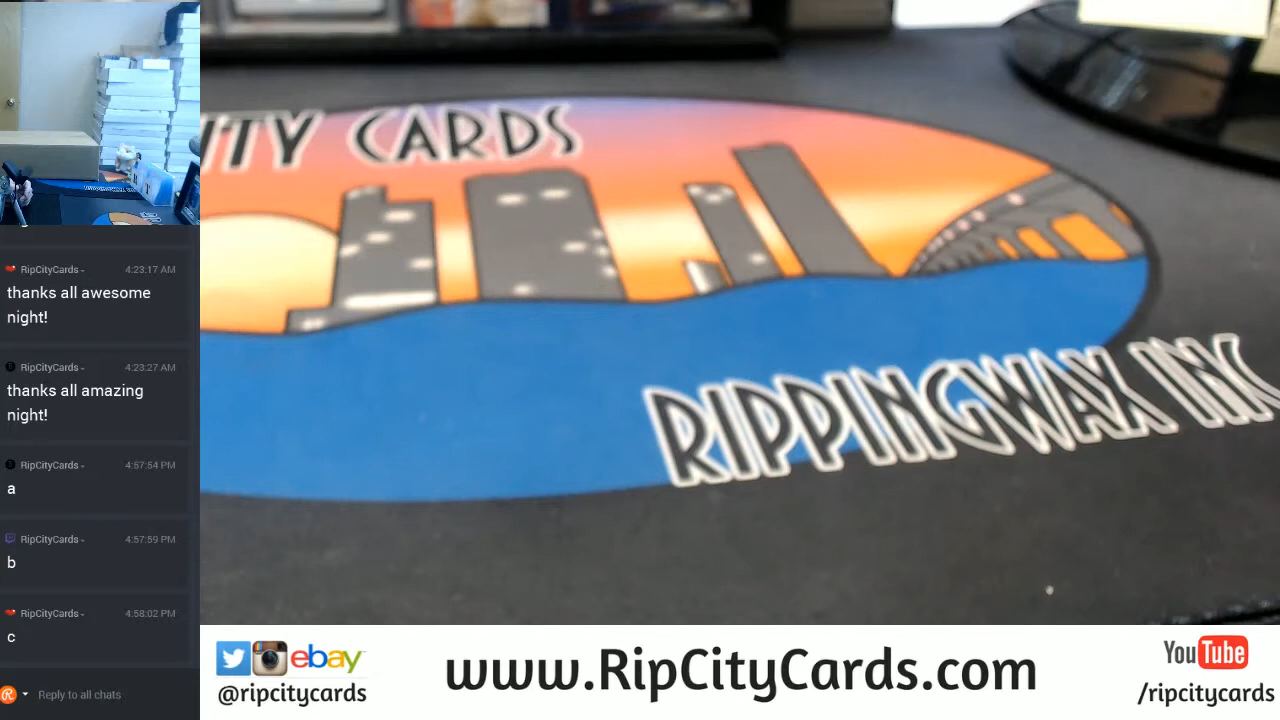 ITY CARDS
RIPPINGWAX INC
RipCityCards
4:23:17 AM
thanks all awesome
night!
RipCityCards
4:23:27 AM
thanks all amazing
night!
RipCityCards
4:57:54 PM
a
RipCityCards
4:57:59 PM
b
RipCityCards
4:58:02 PM
c
Reply to all chats
ebay
@ripcitycards
www.RipCityCards.com
YouTube
/ripcitycards